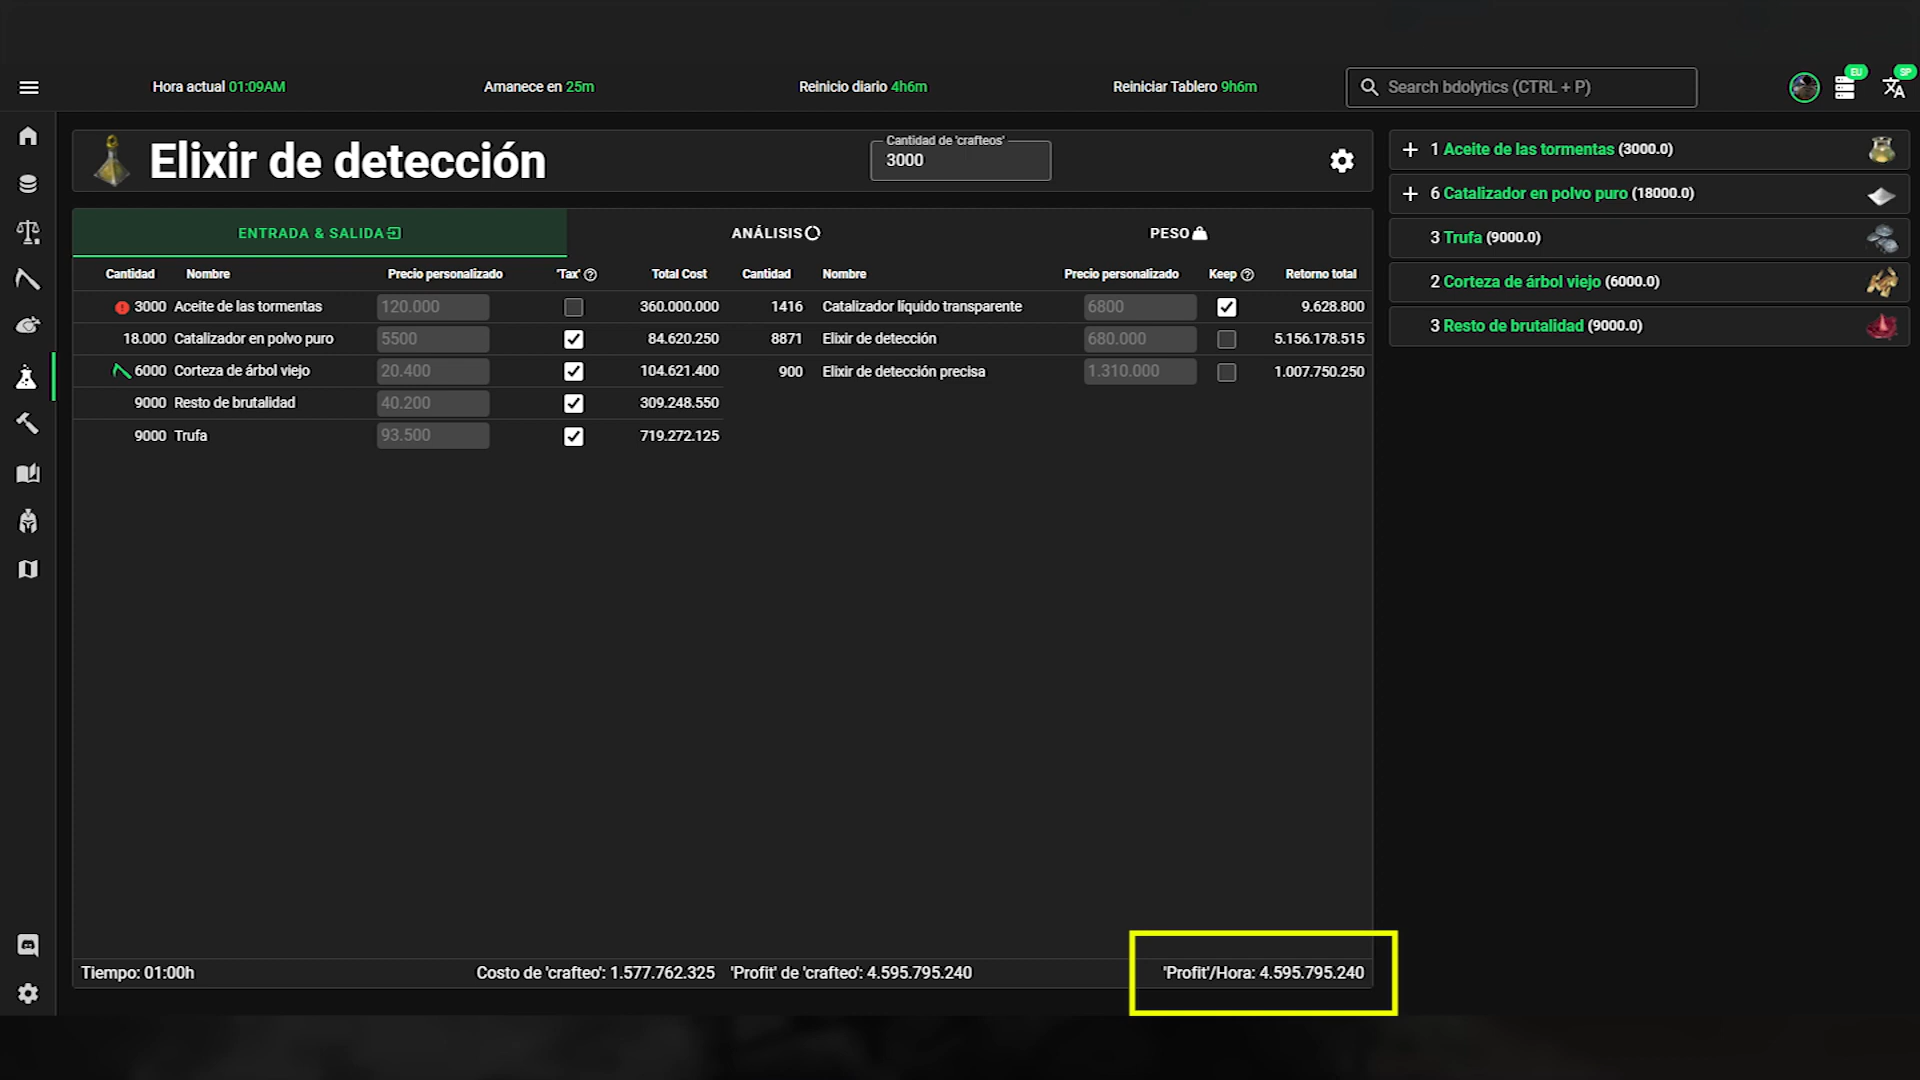 Hora actual 01:09AM
Amanece en 25m
Reinicio diario 4h6m
Reiniciar Tablero 9h6m
Search bdolytics (CTRL + P)
EU
SP
Elixir de detección
Cantidad de 'crafteos'
3000
ENTRADA & SALIDA
ANÁLISIS
PESO
Cantidad Nombre Precio personalizado 'Tax' Total Cost Cantidad Nombre Precio personalizado Keep Retorno total
3000 Aceite de las tormentas 120.000 360.000.000 1416 Catalizador líquido transparente 6800 9.628.800
18.000 Catalizador en polvo puro 5500 84.620.250 8871 Elixir de detección 680.000 5.156.178.515
6000 Corteza de árbol viejo 20.400 104.621.400 900 Elixir de detección precisa 1.310.000 1.007.750.250
9000 Resto de brutalidad 40.200 309.248.550
9000 Trufa 93.500 719.272.125
Tiempo: 01:00h Costo de 'crafteo': 1.577.762.325 'Profit' de 'crafteo': 4.595.795.240 'Profit'/Hora: 4.595.795.240
1 Aceite de las tormentas (3000.0)
6 Catalizador en polvo puro (18000.0)
3 Trufa (9000.0)
2 Corteza de árbol viejo (6000.0)
3 Resto de brutalidad (9000.0)